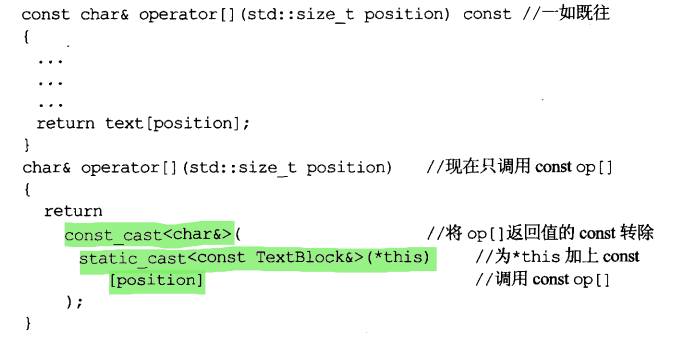 const char& operator[](std::size_t position) const //一如既往
{
...
...
...
return text[position];
}
char& operator[](std::size_t position) //现在只调用 const op[]
{
return
const_cast<char&>( //将 op[]返回值的 const 转除
static_cast<const TextBlock&>(*this) //为*this 加上 const
[position] //调用 const op[]
);
}